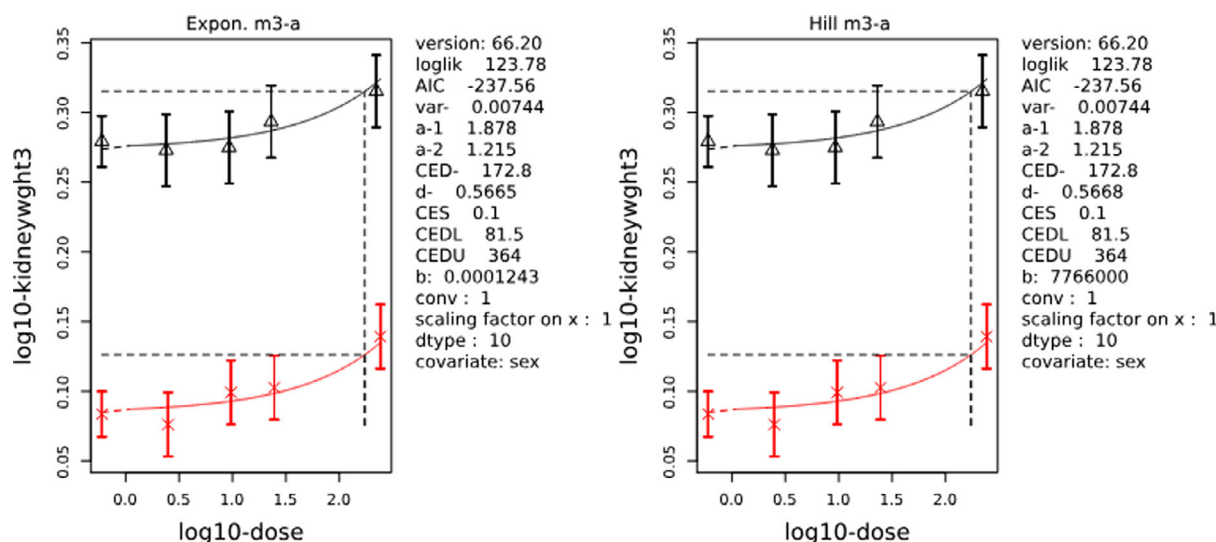 Expon. m3-a
log10-kidneywght3
0.35
0.30
0.25
0.20
0.15
0.10
0.05
0.0 0.5 1.0 1.5 2.0
log10-dose
version: 66.20
loglik 123.78
AIC -237.56
var- 0.00744
a-1 1.878
a-2 1.215
CED- 172.8
d- 0.5665
CES 0.1
CEDL 81.5
CEDU 364
b: 0.0001243
conv : 1
scaling factor on x : 1
dtype : 10
covariate: sex
Hill m3-a
log10-kidneywght3
0.35
0.30
0.25
0.20
0.15
0.10
0.05
0.0 0.5 1.0 1.5 2.0
log10-dose
version: 66.20
loglik 123.78
AIC -237.56
var- 0.00744
a-1 1.878
a-2 1.215
CED- 172.8
d- 0.5668
CES 0.1
CEDL 81.5
CEDU 364
b: 7766000
conv : 1
scaling factor on x : 1
dtype : 10
covariate: sex